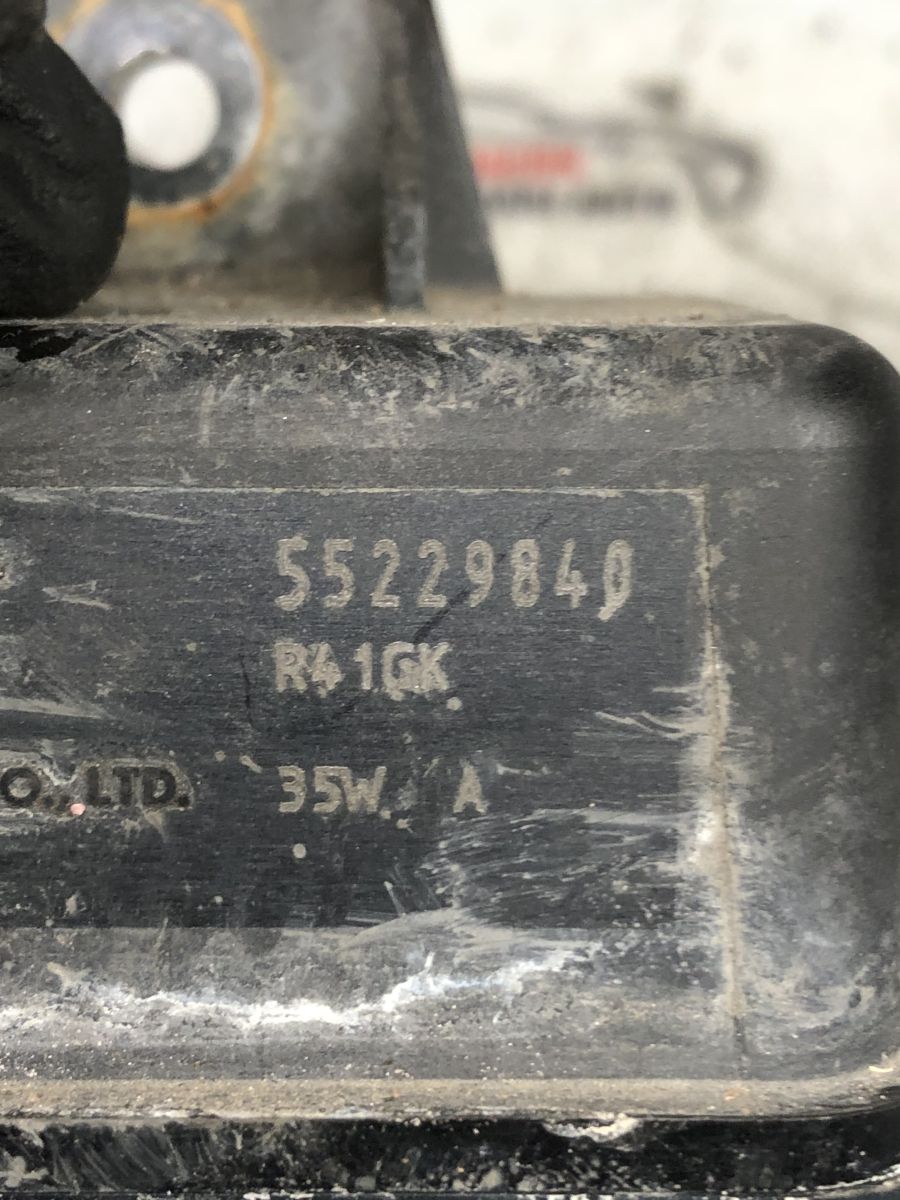 55229840
R41GK
O., LTD.
35W A